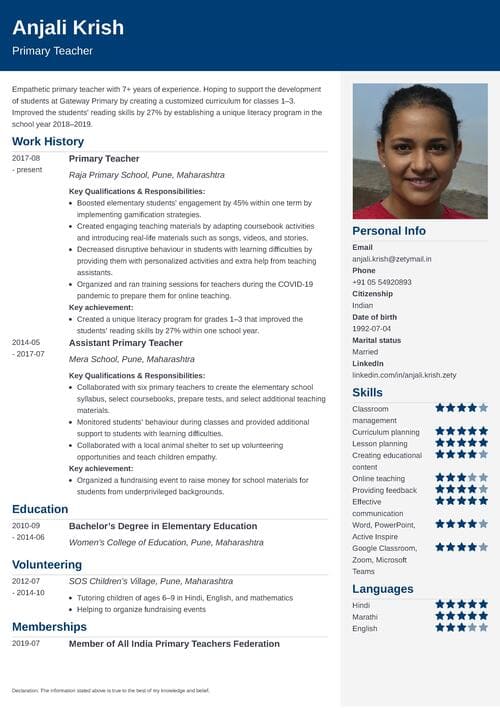 Anjali Krish
Primary Teacher
Empathetic primary teacher with 7+ years of experience. Hoping to support the development
of students at Gateway Primary by creating a customized curriculum for classes 1–3.
Improved the students' reading skills by 27% by establishing a unique literacy program in the
school year 2018–2019.
Work History
2017-08
- present
Primary Teacher
Raja Primary School, Pune, Maharashtra
Key Qualifications & Responsibilities:
• Boosted elementary students' engagement by 45% within one term by
implementing gamification strategies.
• Created engaging teaching materials by adapting coursebook activities
and introducing real-life materials such as songs, videos, and stories.
• Decreased disruptive behaviour in students with learning difficulties by
providing them with personalized activities and extra help from teaching
assistants.
• Organized and ran training sessions for teachers during the COVID-19
pandemic to prepare them for online teaching.
Key achievement:
• Created a unique literacy program for grades 1–3 that improved the
students' reading skills by 27% within one school year.
2014-05
- 2017-07
Assistant Primary Teacher
Mera School, Pune, Maharashtra
Key Qualifications & Responsibilities:
• Collaborated with six primary teachers to create the elementary school
syllabus, select coursebooks, prepare tests, and select additional teaching
materials.
• Monitored students' behaviour during classes and provided additional
support to students with learning difficulties.
• Collaborated with a local animal shelter to set up volunteering
opportunities and teach children empathy.
Key achievement:
• Organized a fundraising event to raise money for school materials for
students from underprivileged backgrounds.
Education
2010-09
- 2014-06
Bachelor's Degree in Elementary Education
Women's College of Education, Pune, Maharashtra
Volunteering
2012-07
- 2014-10
SOS Children's Village, Pune, Maharashtra
• Tutoring children of ages 6–9 in Hindi, English, and mathematics
• Helping to organize fundraising events
Memberships
2019-07
Member of All India Primary Teachers Federation
Declaration: The information stated above is true to the best of my knowledge and belief.
Personal Info
Email
anjali.krish@zetymail.in
Phone
+91 05 54920893
Citizenship
Indian
Date of birth
1992-07-04
Marital status
Married
LinkedIn
linkedin.com/in/anjali.krish.zety
Skills
Classroom
management
Curriculum planning
Lesson planning
Creating educational
content
Online teaching
Providing feedback
Effective
communication
Word, PowerPoint,
Active Inspire
Google Classroom,
Zoom, Microsoft
Teams
Languages
Hindi
Marathi
English